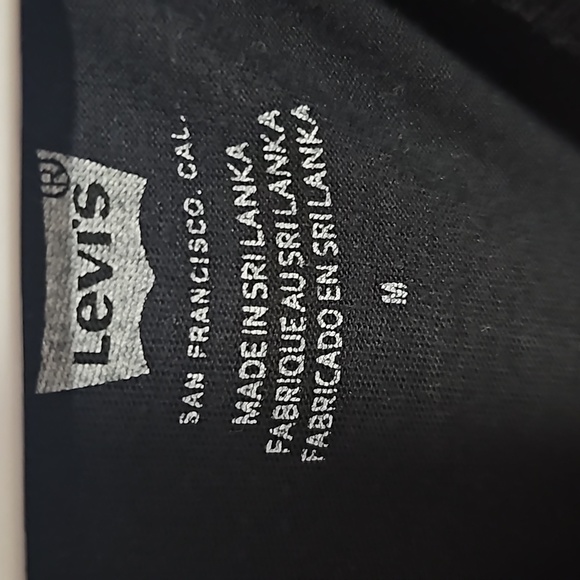 Levi's ®
SAN FRANCISCO. CAL.
MADE IN SRI LANKA
FABRIQUE AU SRI LANKA
FABRICADO EN SRI LANKA
M